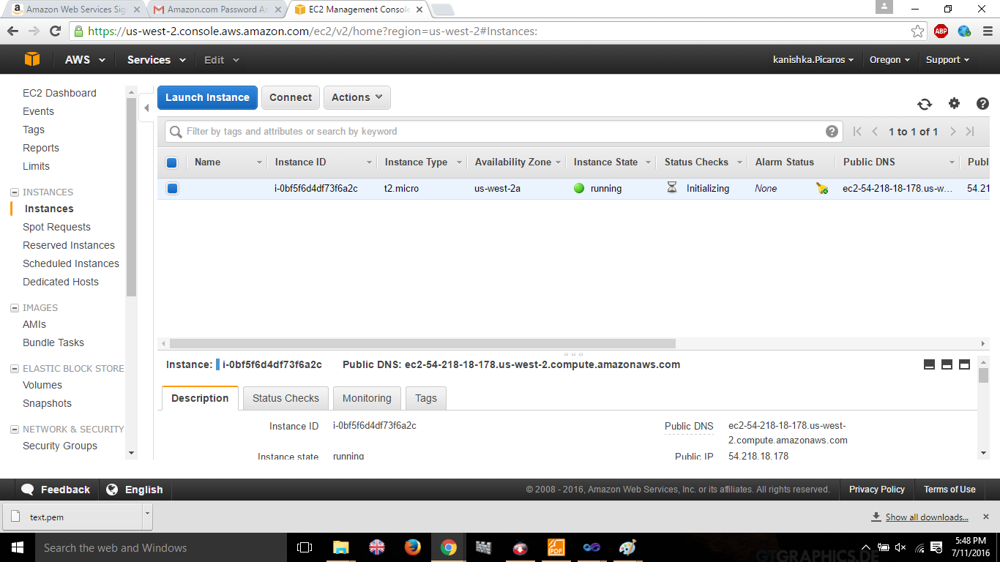 Amazon Web Services Sig
Amazon.com Password As
EC2 Management Console
https://us-west-2.console.aws.amazon.com/ec2/v2/home?region=us-west-2#Instances:
ABP
AWS Services Edit kanishka.Picaros Oregon Support
EC2 Dashboard
Events
Tags
Reports
Limits
INSTANCES
Instances
Spot Requests
Reserved Instances
Scheduled Instances
Dedicated Hosts
IMAGES
AMIs
Bundle Tasks
ELASTIC BLOCK STORE
Volumes
Snapshots
NETWORK & SECURITY
Security Groups
Launch Instance Connect Actions
Filter by tags and attributes or search by keyword
1 to 1 of 1
Name Instance ID Instance Type Availability Zone Instance State Status Checks Alarm Status Public DNS Publ
i-0bf5f6d4df73f6a2c t2.micro us-west-2a running Initializing None ec2-54-218-18-178.us-w... 54.21
Instance: i-0bf5f6d4df73f6a2c Public DNS: ec2-54-218-18-178.us-west-2.compute.amazonaws.com
Description Status Checks Monitoring Tags
Instance ID i-0bf5f6d4df73f6a2c
Public DNS ec2-54-218-18-178.us-west-
2.compute.amazonaws.com
Instance state running
Public IP 54.218.18.178
Feedback English © 2008 - 2016, Amazon Web Services, Inc. or its affiliates. All rights reserved. Privacy Policy Terms of Use
text.pem
Show all downloads...
Search the web and Windows
PDF
GTGRAPHICS.DE
5:48 PM
7/11/2016